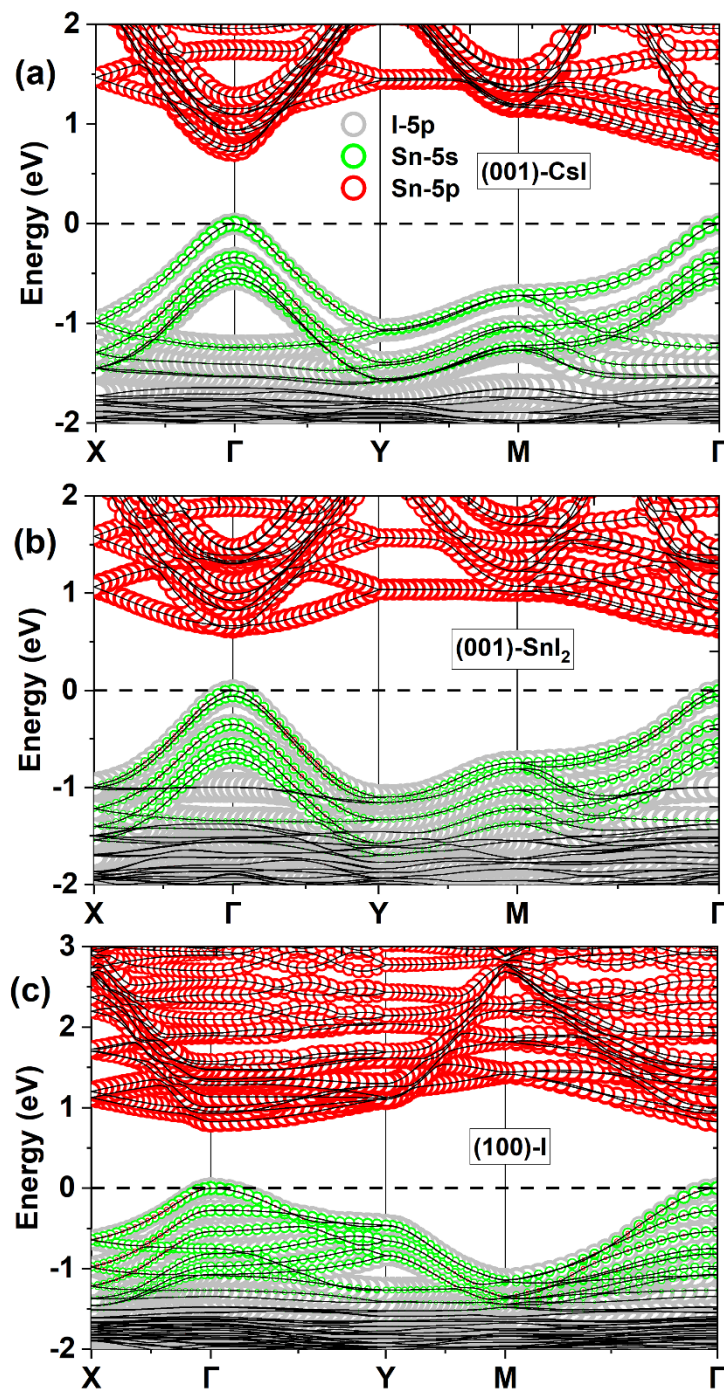 (a)
2
1
0
-1
-2
Energy (eV)
I-5p
Sn-5s
Sn-5p
(001)-CsI
X Γ Y M Γ
(b)
2
1
0
-1
-2
Energy (eV)
(001)-SnI₂
X Γ Y M Γ
(c)
3
2
1
0
-1
-2
Energy (eV)
(100)-I
X Γ Y M Γ